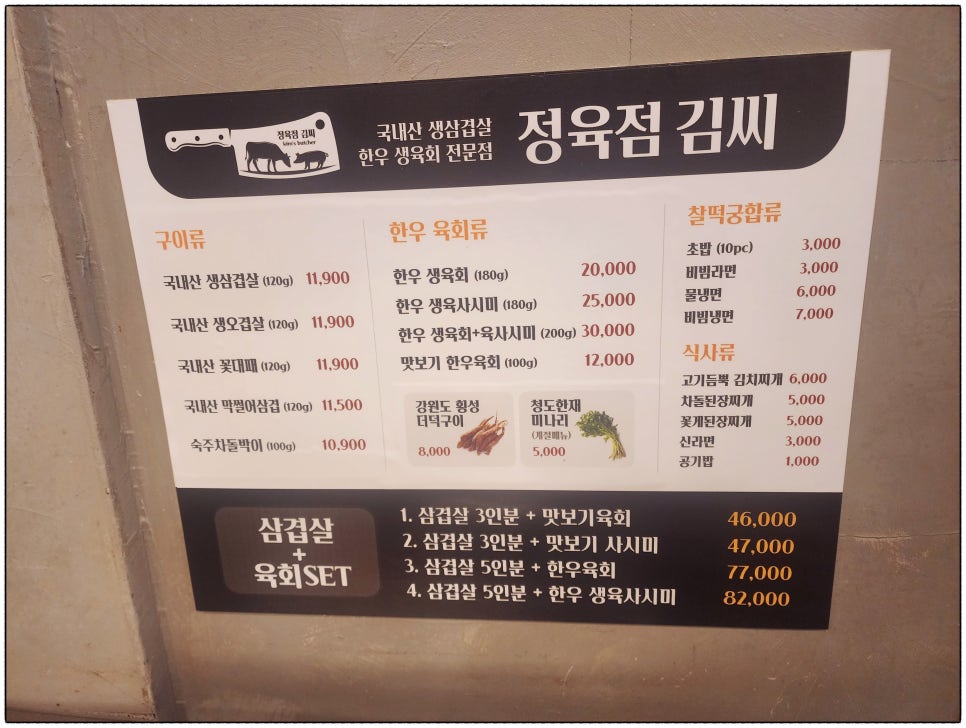 정육점 김씨
kim's butcher
국내산 생삼겹살
한우 생육회 전문점
정육점 김씨
구이류
국내산 생삼겹살 (120g) 11,900
국내산 생오겹살 (120g) 11,900
국내산 꽃대패 (120g) 11,900
국내산 막썰어삼겹 (120g) 11,500
숙주차돌박이 (100g) 10,900
한우 육회류
한우 생육회 (180g) 20,000
한우 생육사시미 (180g) 25,000
한우 생육회+육사시미 (200g) 30,000
맛보기 한우육회 (100g) 12,000
강원도 횡성
더덕구이
8,000
청도한재
미나리
(계절메뉴)
5,000
찰떡궁합류
초밥 (10pc) 3,000
비빔라면 3,000
물냉면 6,000
비빔냉면 7,000
식사류
고기듬뿍 김치찌개 6,000
차돌된장찌개 5,000
꽃게된장찌개 5,000
신라면 3,000
공기밥 1,000
삼겹살
+
육회SET
1. 삼겹살 3인분 + 맛보기육회 46,000
2. 삼겹살 3인분 + 맛보기 사시미 47,000
3. 삼겹살 5인분 + 한우육회 77,000
4. 삼겹살 5인분 + 한우 생육사시미 82,000